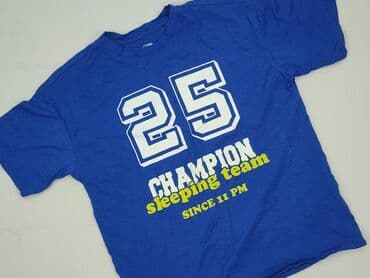 25
CHAMPION
sleeping team
SINCE 11 PM